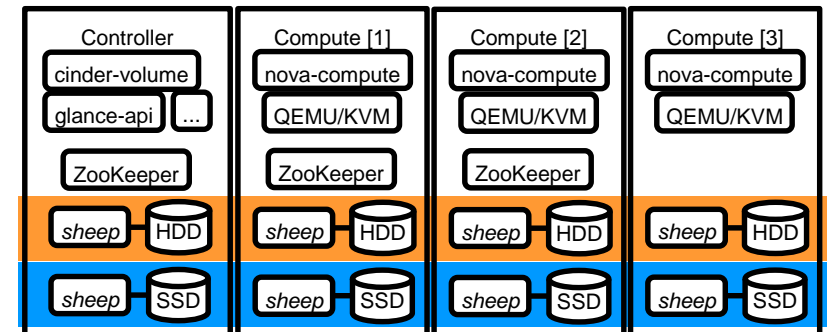 Controller Compute [1] Compute [2] Compute [3]
cinder-volume nova-compute nova-compute nova-compute
glance-api ... QEMU/KVM QEMU/KVM QEMU/KVM
ZooKeeper ZooKeeper ZooKeeper
sheep HDD sheep HDD sheep HDD sheep HDD
sheep SSD sheep SSD sheep SSD sheep SSD